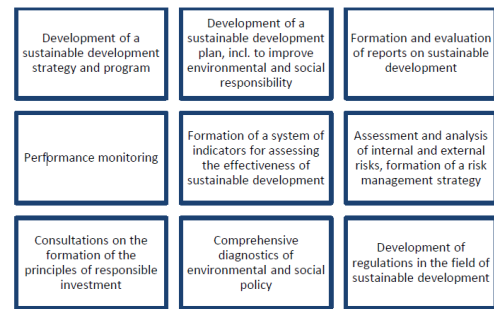 Development of a
sustainable development
strategy and program
Development of a
sustainable development
plan, incl. to improve
environmental and social
responsibility
Formation and evaluation
of reports on sustainable
development
Performance monitoring
Formation of a system of
indicators for assessing
the effectiveness of
sustainable development
Assessment and analysis
of internal and external
risks, formation of a risk
management strategy
Consultations on the
formation of the
principles of responsible
investment
Comprehensive
diagnostics of
environmental and social
policy
Development of
regulations in the field of
sustainable development